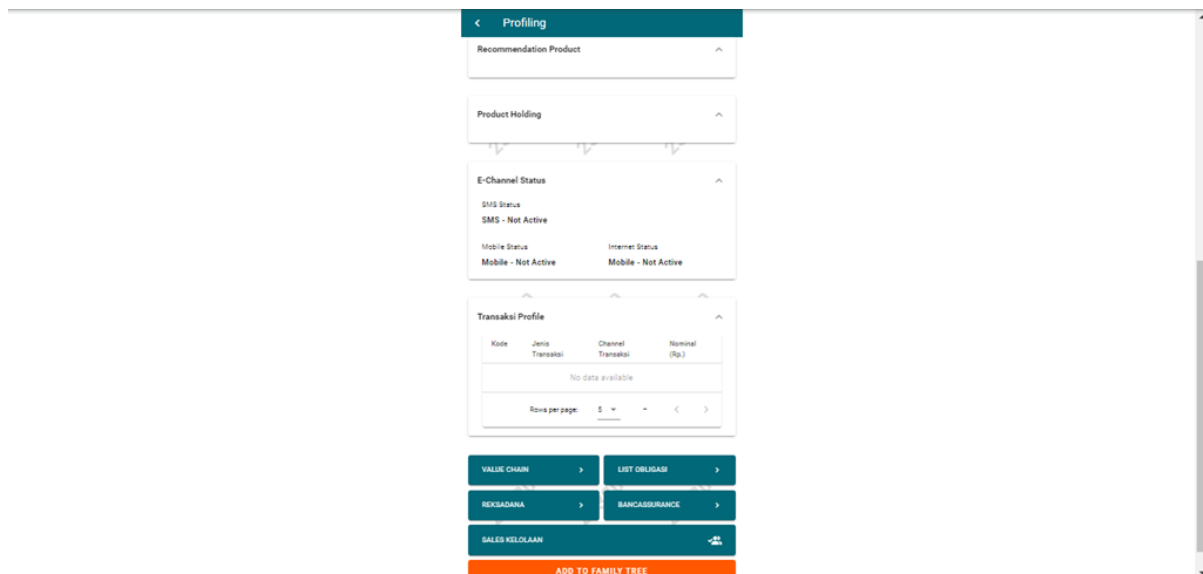 Profiling
Recommendation Product
Product Holding
E-Channel Status
SMS Status
SMS - Not Active
Mobile Status Internet Status
Mobile - Not Active Mobile - Not Active
Transaksi Profile
Kode Jenis Transaksi Channel Transaksi Nominal (Rp.)
No data available
Rows per page: 5 -
VALUE CHAIN LIST OBLIGASI
REKSADANA BANCASSURANCE
SALES KELOLAAN
ADD TO FAMILY TREE